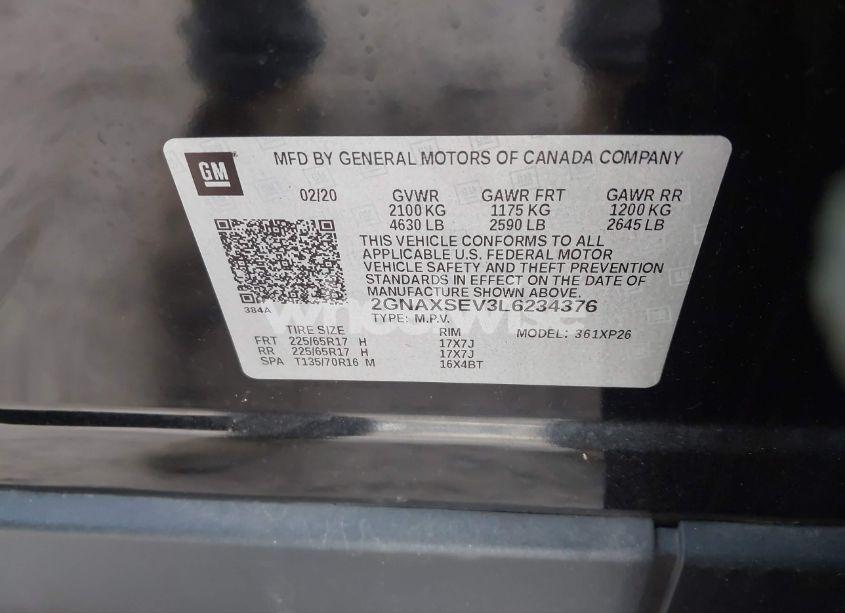 GM
MFD BY GENERAL MOTORS OF CANADA COMPANY
02/20 GVWR GAWR FRT GAWR RR
2100 KG 1175 KG 1200 KG
4630 LB 2590 LB 2645 LB
THIS VEHICLE CONFORMS TO ALL
APPLICABLE U.S. FEDERAL MOTOR
VEHICLE SAFETY AND THEFT PREVENTION
STANDARDS IN EFFECT ON THE DATE OF
MANUFACTURE SHOWN ABOVE.
384A 2GNAXSEV3L6234376
TYPE: M.P.V. MODEL: 361XP26
TIRE SIZE RIM
FRT 225/65R17 H 17X7J
RR 225/65R17 H 17X7J
SPA T135/70R16 M 16X4BT